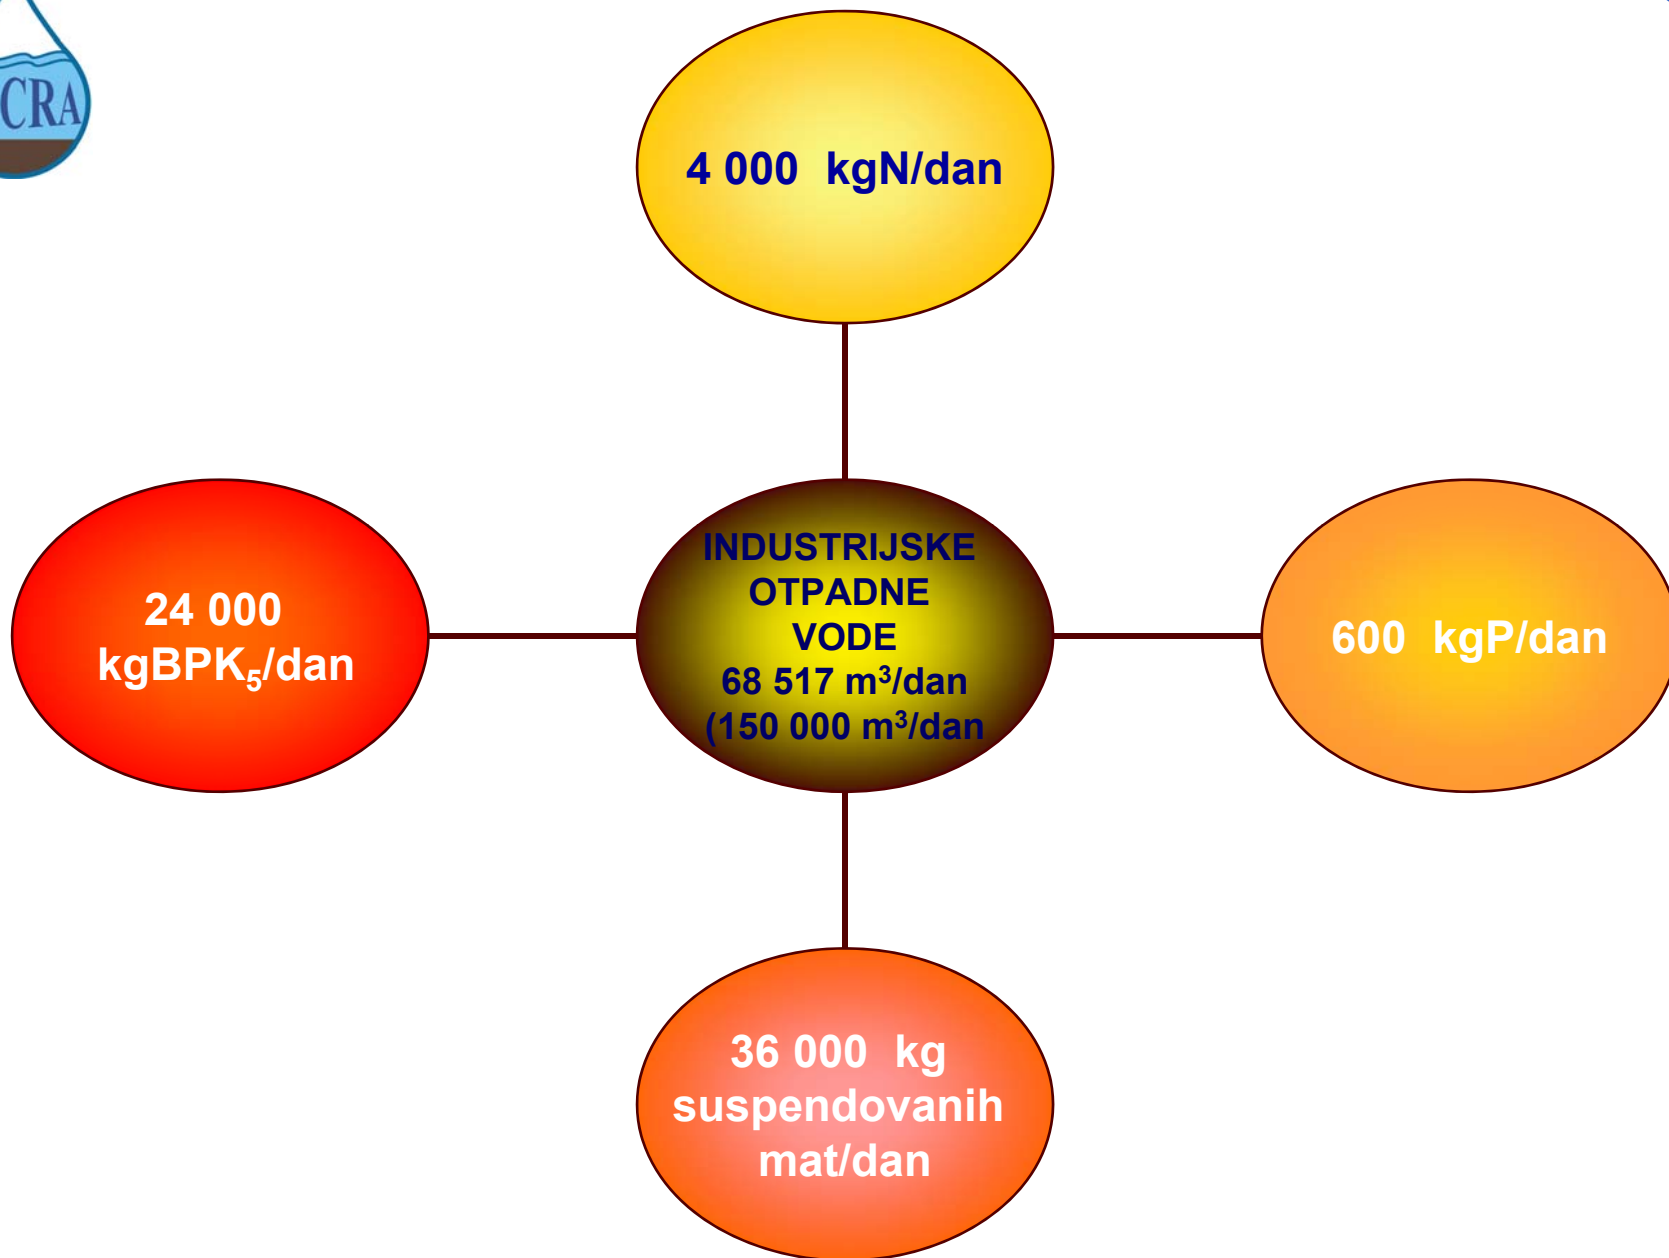 CRA
4 000 kgN/dan
24 000
kgBPK₅/dan
INDUSTRIJSKE
OTPADNE
VODE
68 517 m³/dan
(150 000 m³/dan
600 kgP/dan
36 000 kg
suspendovanih
mat/dan